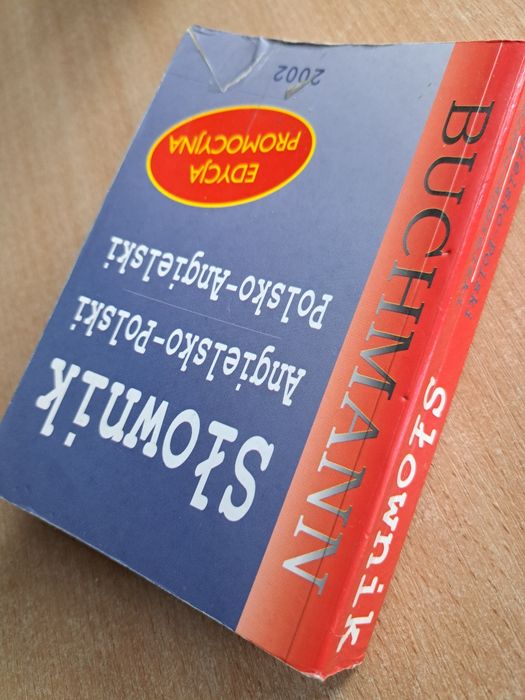 BUCHMANN
Słownik
Angielsko-Polski
Polsko-Angielski
EDYCJA
PROMOCYJNA
2002
Słownik